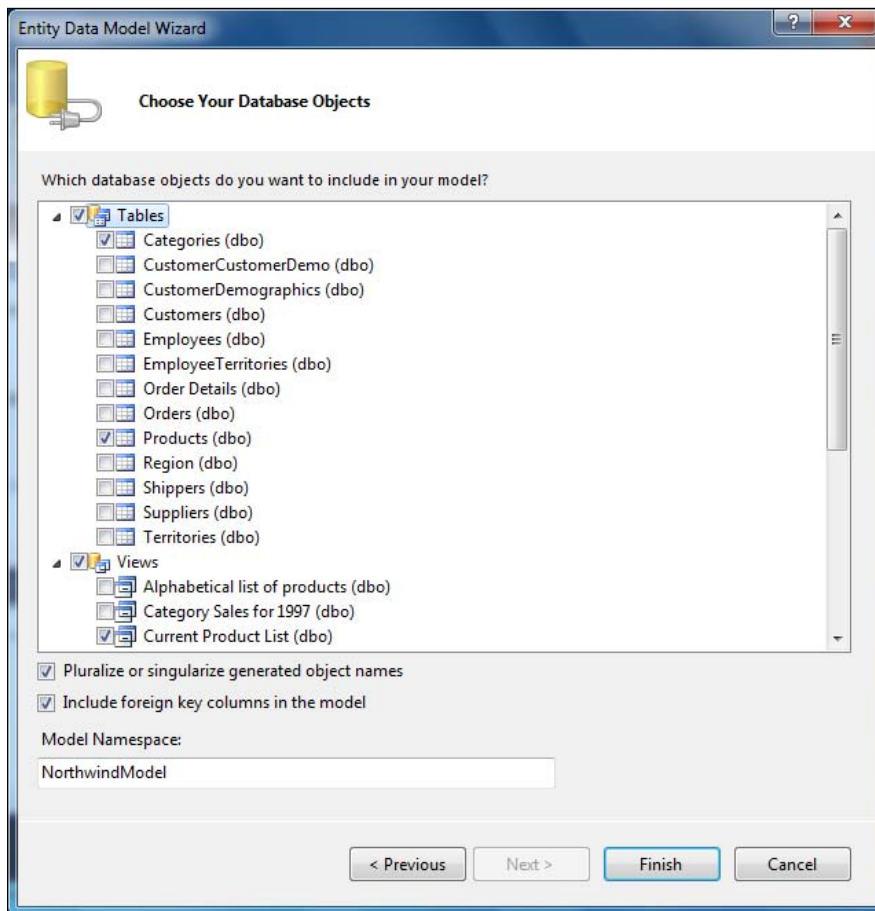 Entity Data Model Wizard
Choose Your Database Objects
Which database objects do you want to include in your model?
Tables
Categories (dbo)
CustomerCustomerDemo (dbo)
CustomerDemographics (dbo)
Customers (dbo)
Employees (dbo)
EmployeeTerritories (dbo)
Order Details (dbo)
Orders (dbo)
Products (dbo)
Region (dbo)
Shippers (dbo)
Suppliers (dbo)
Territories (dbo)
Views
Alphabetical list of products (dbo)
Category Sales for 1997 (dbo)
Current Product List (dbo)
Pluralize or singularize generated object names
Include foreign key columns in the model
Model Namespace:
NorthwindModel
< Previous
Next >
Finish
Cancel